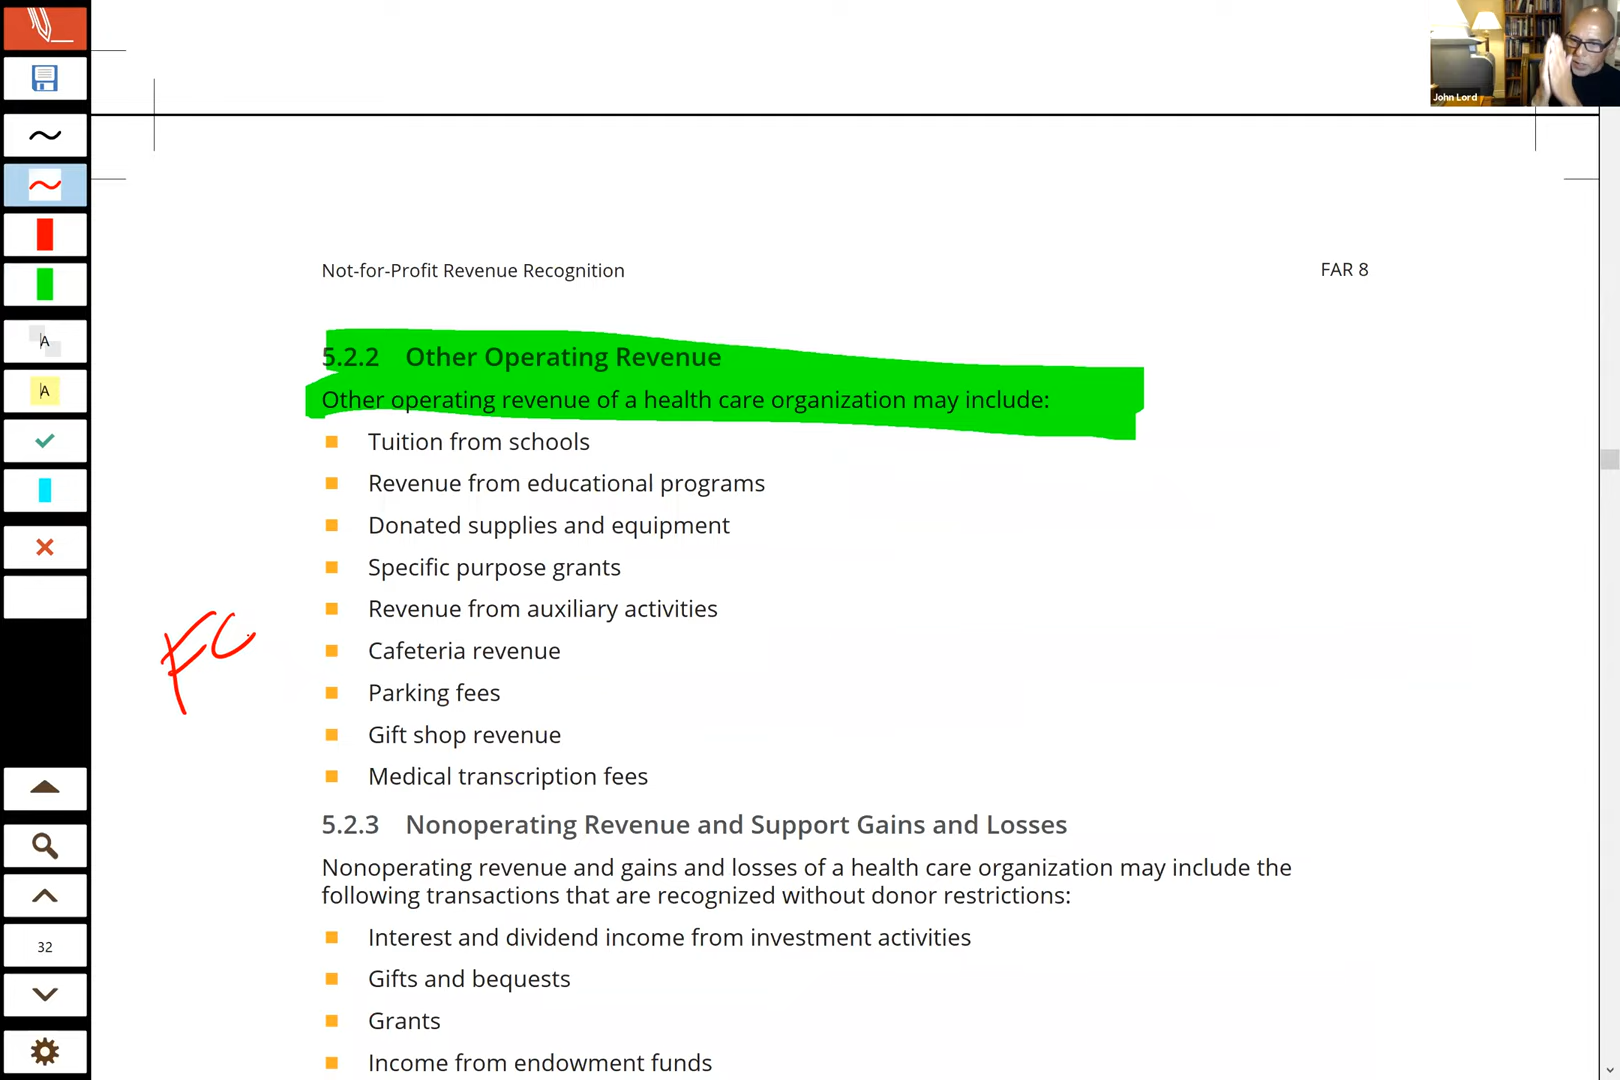 John Lord
Not-for-Profit Revenue Recognition
FAR 8
5.2.2 Other Operating Revenue
Other operating revenue of a health care organization may include:
Tuition from schools
Revenue from educational programs
Donated supplies and equipment
Specific purpose grants
Revenue from auxiliary activities
FC
Cafeteria revenue
Parking fees
Gift shop revenue
Medical transcription fees
5.2.3 Nonoperating Revenue and Support Gains and Losses
Nonoperating revenue and gains and losses of a health care organization may include the
following transactions that are recognized without donor restrictions:
Interest and dividend income from investment activities
Gifts and bequests
Grants
Income from endowment funds
A
A
32